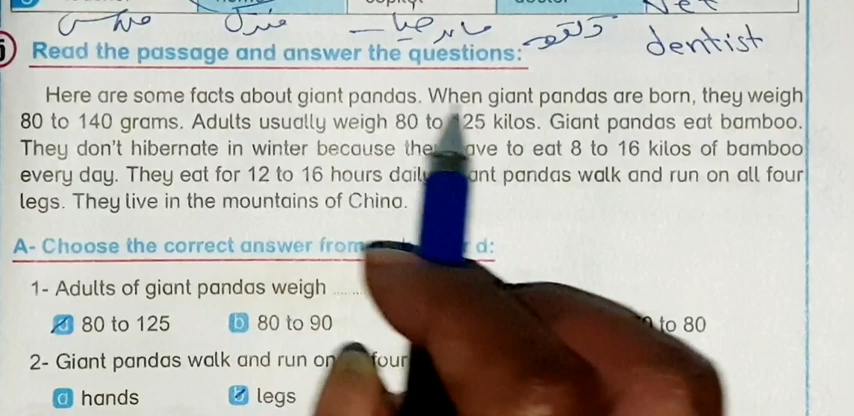 dentist
5 Read the passage and answer the questions:
Here are some facts about giant pandas. When giant pandas are born, they weigh
80 to 140 grams. Adults usually weigh 80 to 125 kilos. Giant pandas eat bamboo.
They don't hibernate in winter because they have to eat 8 to 16 kilos of bamboo
every day. They eat for 12 to 16 hours daily. Giant pandas walk and run on all four
legs. They live in the mountains of China.
A- Choose the correct answer from d:
1- Adults of giant pandas weigh ......
a 80 to 125 b 80 to 90 to 80
2- Giant pandas walk and run on four
a hands b legs